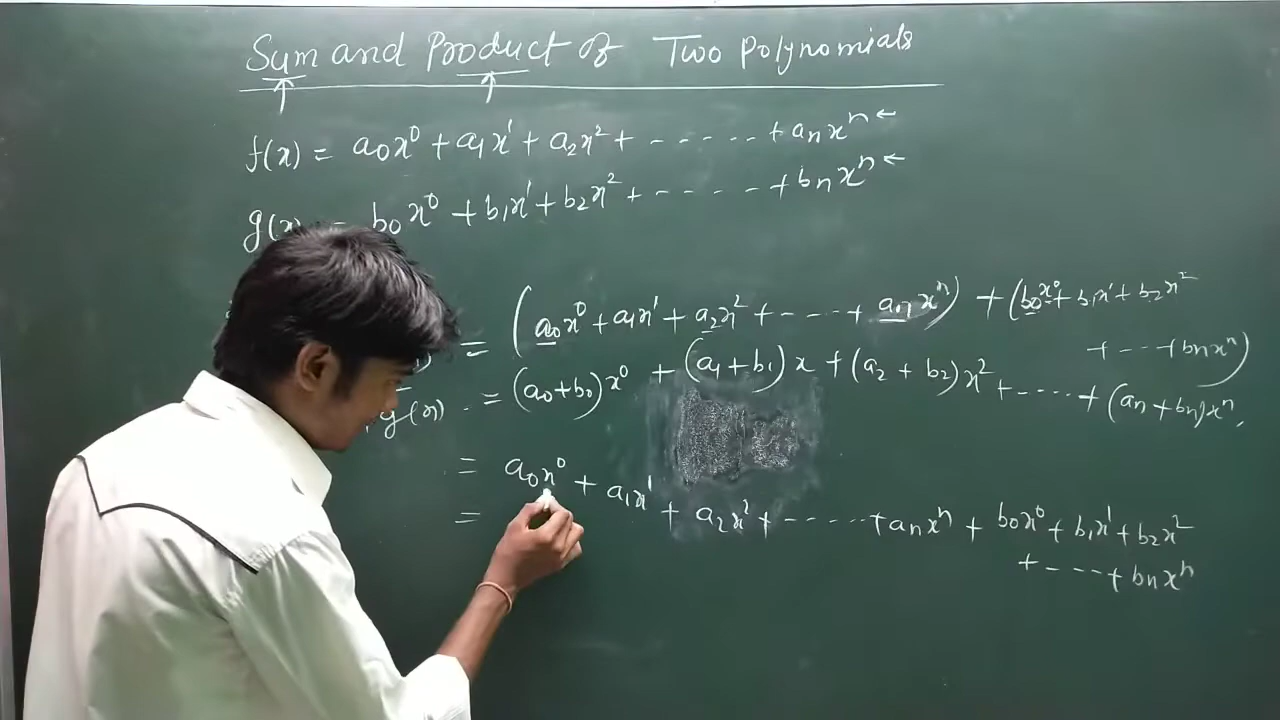 Sum and Product of Two Polynomials
f(x) = a₀x⁰ + a₁x¹ + a₂x² + ------ + aₙxⁿ ←
g(x) = b₀x⁰ + b₁x¹ + b₂x² + ------ + bₙxⁿ ←
= (a₀x⁰ + a₁x¹ + a₂x² + ---- + aₙxⁿ) + (b₀x⁰ + b₁x¹ + b₂x²
+ --- + bₙxⁿ)
g(x) = (a₀+b₀)x⁰ + (a₁+b₁)x + (a₂+b₂)x² + ----- + (aₙ+bₙ)xⁿ,
= a₀x⁰ + a₁x¹ + a₂x² + ------ + aₙxⁿ + b₀x⁰ + b₁x¹ + b₂x²
+ ---- + bₙxⁿ
=